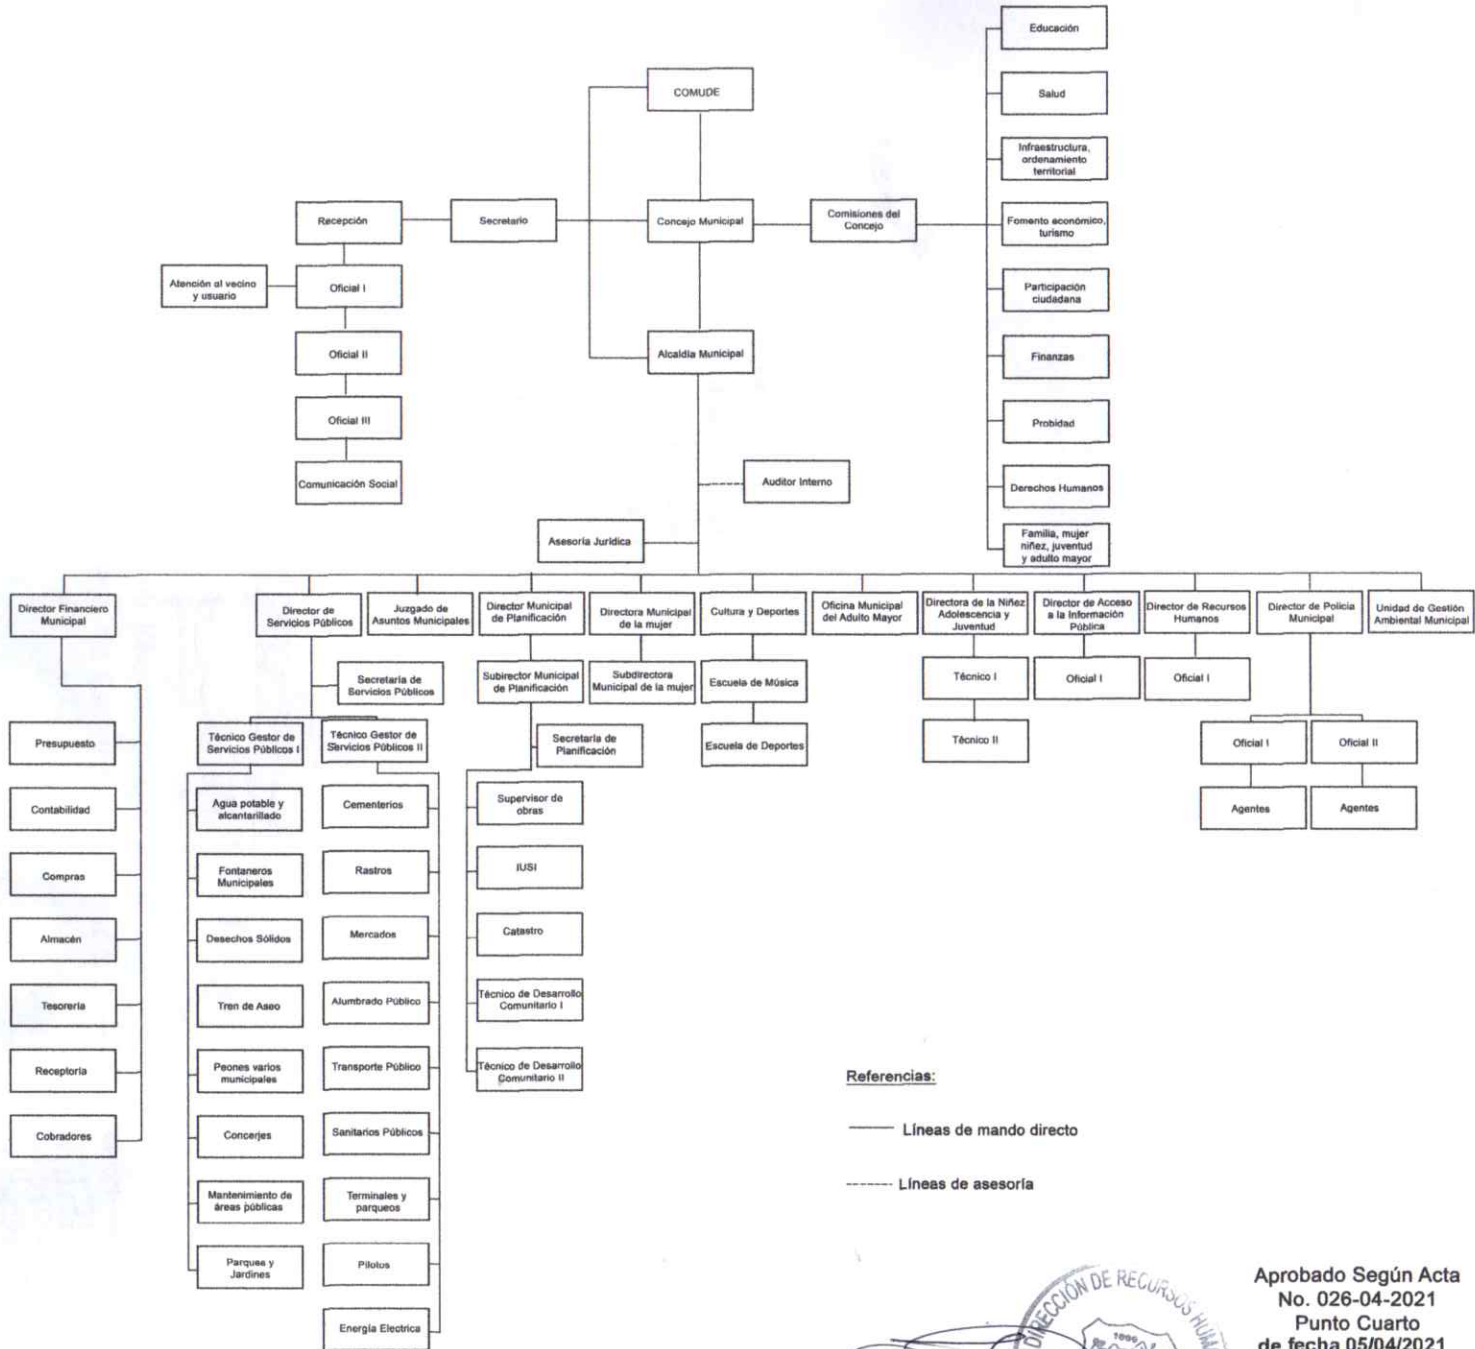 COMUDE
Educación
Salud
Infraestructura,
ordenamiento
territorial
Fomento económico,
turismo
Participación
ciudadana
Finanzas
Probidad
Derechos Humanos
Familia, mujer
niñez, juventud
y adulto mayor
Recepción
Secretario
Concejo Municipal
Comisiones del
Concejo
Atención al vecino
y usuario
Oficial I
Oficial II
Oficial III
Comunicación Social
Alcaldía Municipal
Auditor Interno
Asesoría Jurídica
Director Financiero
Municipal
Director de
Servicios Públicos
Juzgado de
Asuntos Municipales
Director Municipal
de Planificación
Directora Municipal
de la mujer
Cultura y Deportes
Oficina Municipal
del Adulto Mayor
Directora de la Niñez
Adolescencia y
Juventud
Director de Acceso
a la Información
Pública
Director de Recursos
Humanos
Director de Policia
Municipal
Unidad de Gestión
Ambiental Municipal
Presupuesto
Contabilidad
Compras
Almacén
Tesorería
Receptoría
Cobradores
Secretaria de
Servicios Públicos
Técnico Gestor de
Servicios Públicos I
Técnico Gestor de
Servicios Públicos II
Agua potable y
alcantarillado
Fontaneros
Municipales
Desechos Sólidos
Tren de Aseo
Peones varios
municipales
Concerjes
Mantenimiento de
áreas públicas
Parques y
Jardines
Cementerios
Rastros
Mercados
Alumbrado Público
Transporte Público
Sanitarios Públicos
Terminales y
parqueos
Pilotos
Energía Electrica
Subirector Municipal
de Planificación
Secretaria de
Planificación
Supervisor de
obras
IUSI
Catastro
Técnico de Desarrollo
Comunitario I
Técnico de Desarrollo
Comunitario II
Subdirectora
Municipal de la mujer
Escuela de Música
Escuela de Deportes
Técnico I
Técnico II
Oficial I
Oficial I
Oficial I
Oficial II
Agentes
Agentes
Referencias:
Líneas de mando directo
Líneas de asesoría
DIRECCIÓN DE RECURSOS
Aprobado Según Acta
No. 026-04-2021
Punto Cuarto
de fecha 05/04/2021